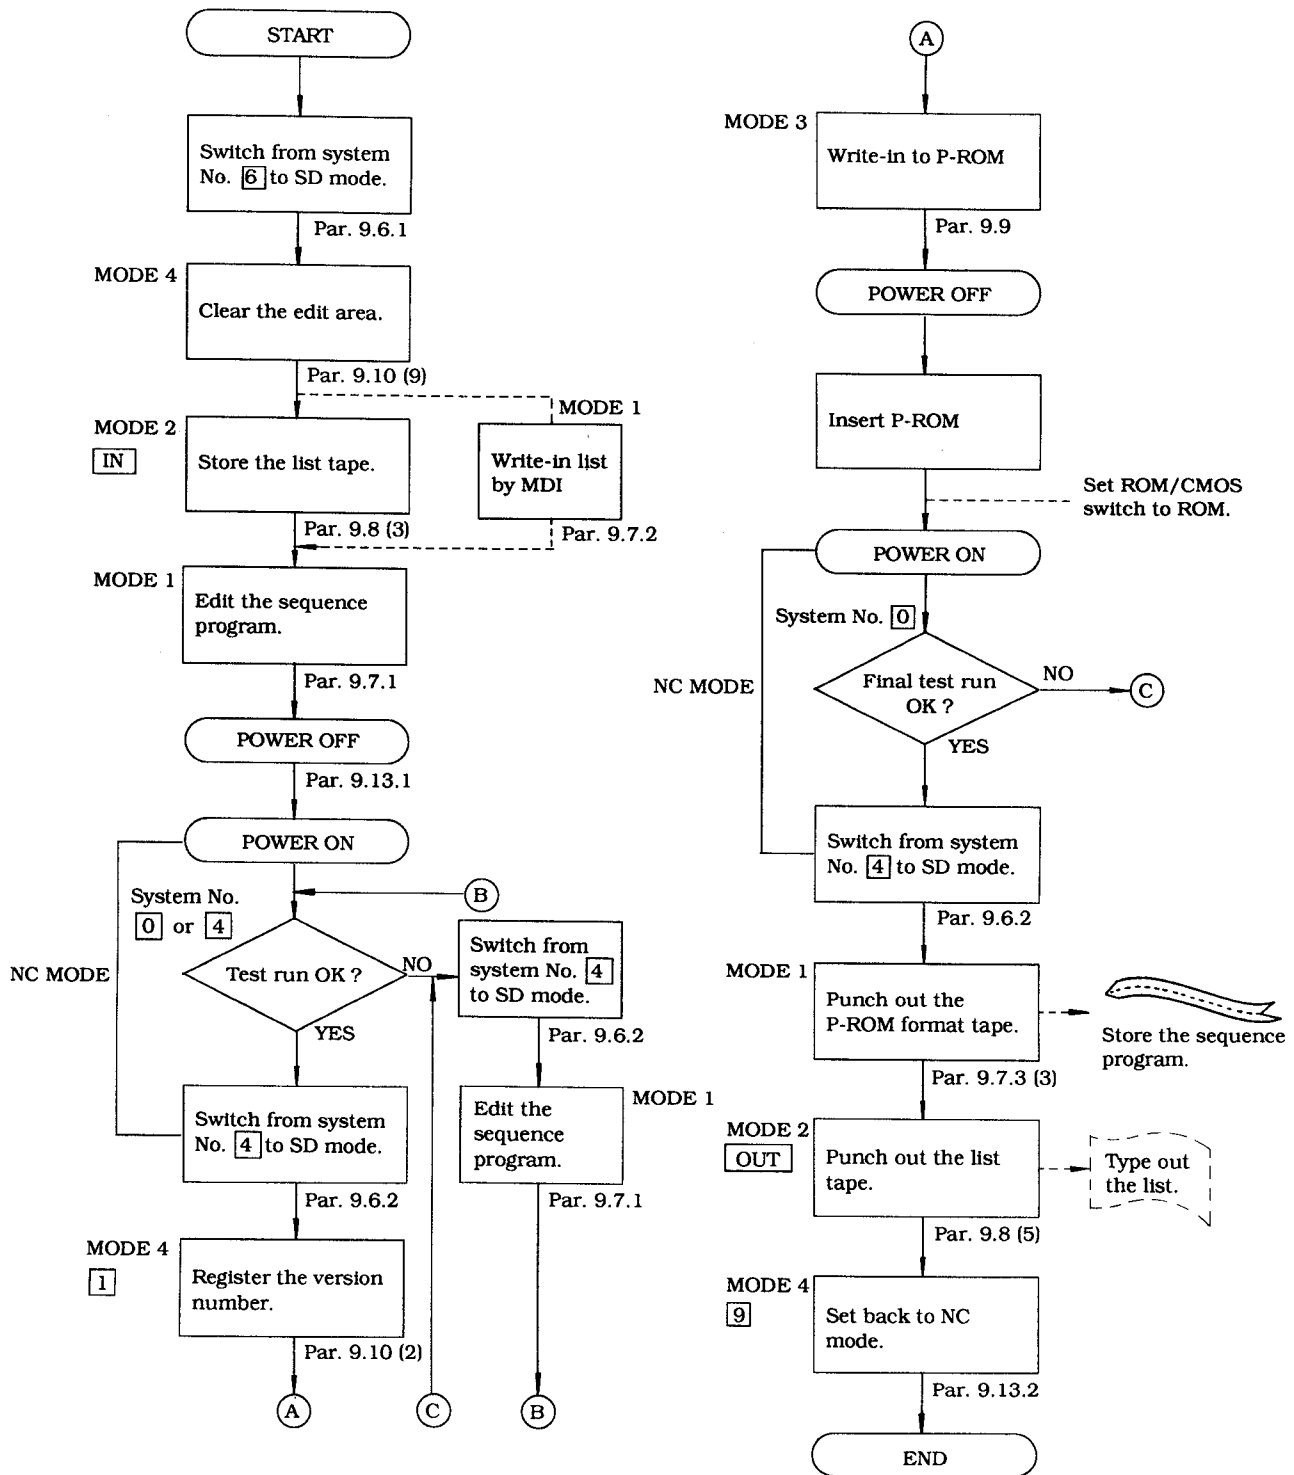 START
Switch from system
No. 6 to SD mode.
Par. 9.6.1
MODE 4
Clear the edit area.
Par. 9.10 (9)
MODE 1
MODE 2
IN
Store the list tape.
Write-in list
by MDI
Par. 9.8 (3)
Par. 9.7.2
MODE 1
Edit the sequence
program.
Par. 9.7.1
POWER OFF
Par. 9.13.1
POWER ON
System No.
0 or 4
B
NC MODE
Test run OK ?
NO
YES
Switch from
system No. 4
to SD mode.
Par. 9.6.2
Switch from system
No. 4 to SD mode.
Par. 9.6.2
MODE 1
Edit the
sequence
program.
Par. 9.7.1
MODE 4
1
Register the version
number.
Par. 9.10 (2)
A
C
B
A
MODE 3
Write-in to P-ROM
Par. 9.9
POWER OFF
Insert P-ROM
Set ROM/CMOS
switch to ROM.
POWER ON
System No. 0
NC MODE
Final test run
OK ?
NO
C
YES
Switch from system
No. 4 to SD mode.
Par. 9.6.2
MODE 1
Punch out the
P-ROM format tape.
Store the sequence
program.
Par. 9.7.3 (3)
MODE 2
OUT
Punch out the list
tape.
Type out
the list.
Par. 9.8 (5)
MODE 4
9
Set back to NC
mode.
Par. 9.13.2
END